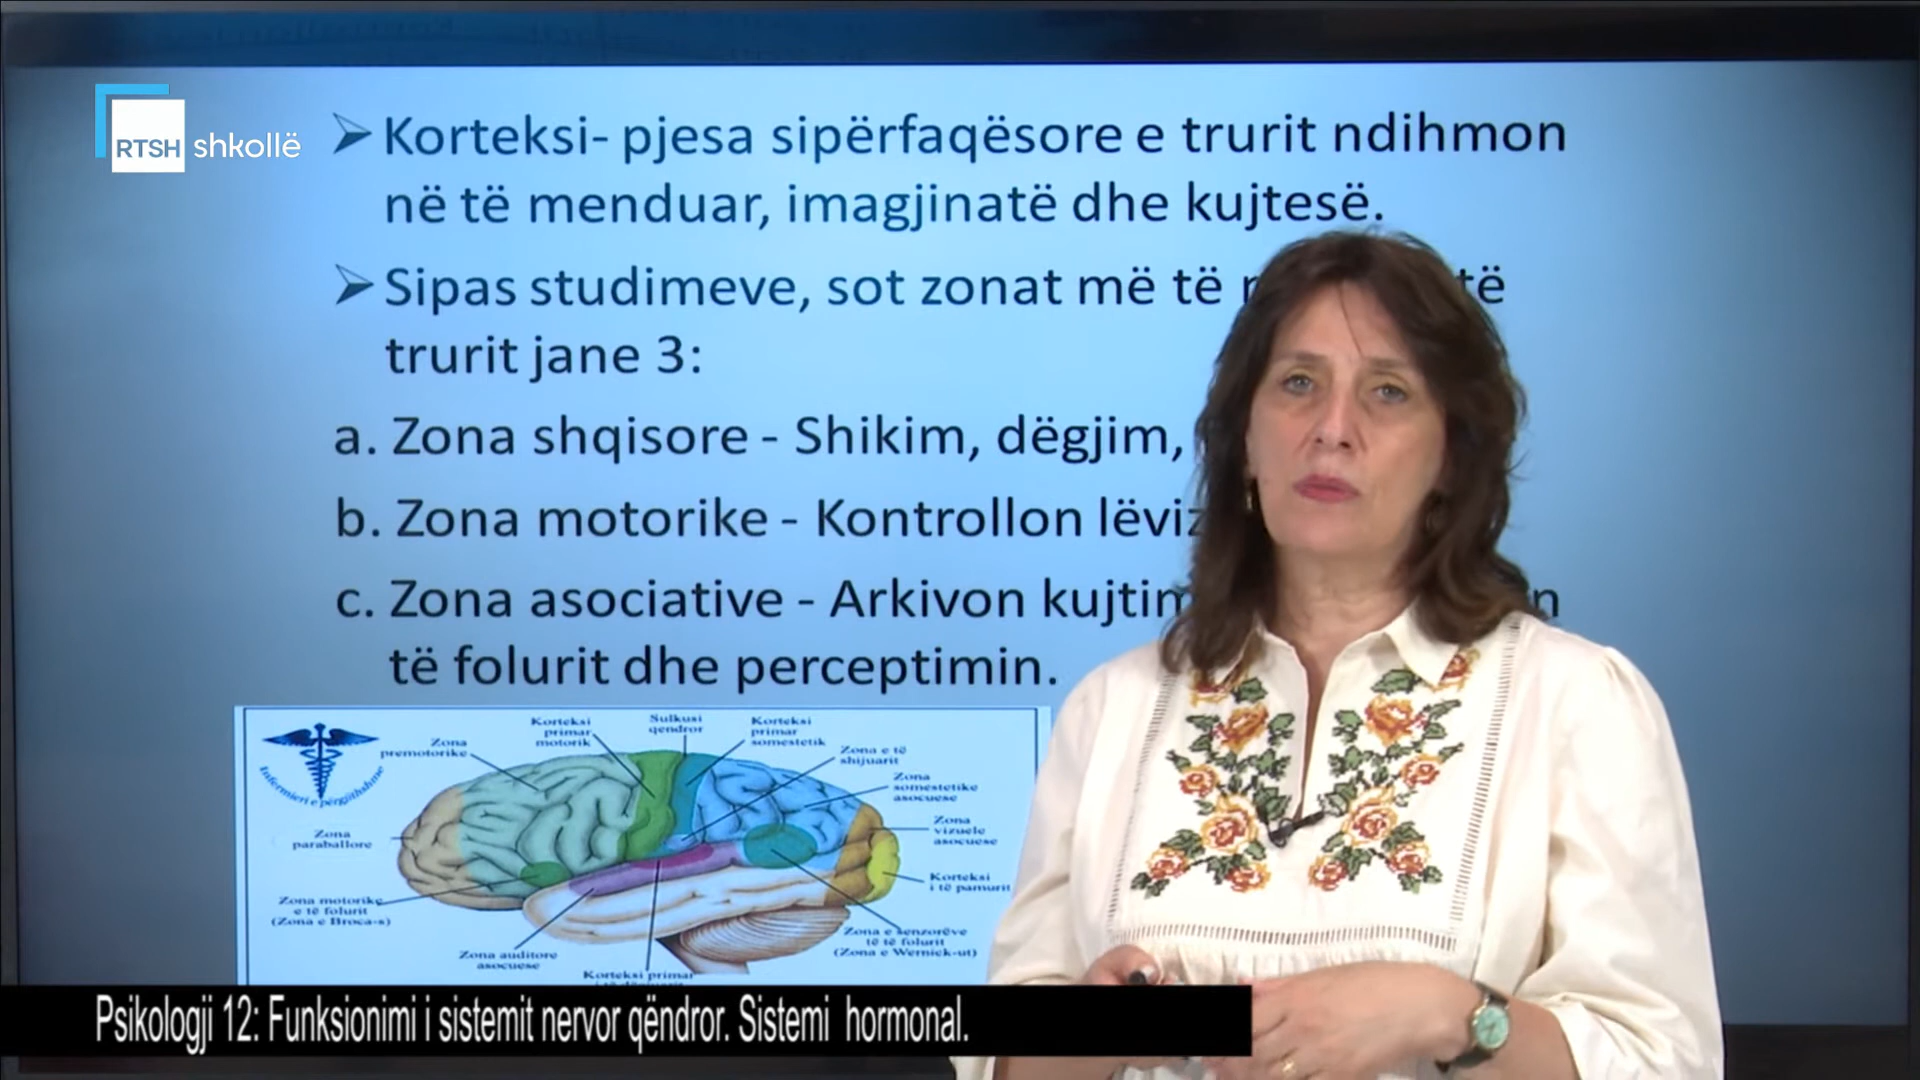 RTSH shkollë
Korteksi- pjesa sipërfaqësore e trurit ndihmon
në të menduar, imagjinatë dhe kujtesë.
Sipas studimeve, sot zonat më të
trurit jane 3:
a. Zona shqisore - Shikim, dëgjim,
b. Zona motorike - Kontrollon
c. Zona asociative - Arkivon
të folurit dhe perceptimin.
Korteksi
primar
motorik
Sulkusi
qendror
Korteksi
primar
somestetik
Zona
premotorike
Zona e të
shijuarit
Zona
somestetike
asocuese
Infermieri e përgjithshme
Zona
paraballore
Zona
vizuele
asocuese
Korteksi
i të pamurit
Zona motorike
e të folurit
(Zona e Broca-s)
Zona e senzorëve
të të folurit
(Zona e Wernick-ut)
Zona auditore
asocuese
Korteksi primar
Psikologji 12: Funksionimi i sistemit nervor qëndror. Sistemi hormonal.